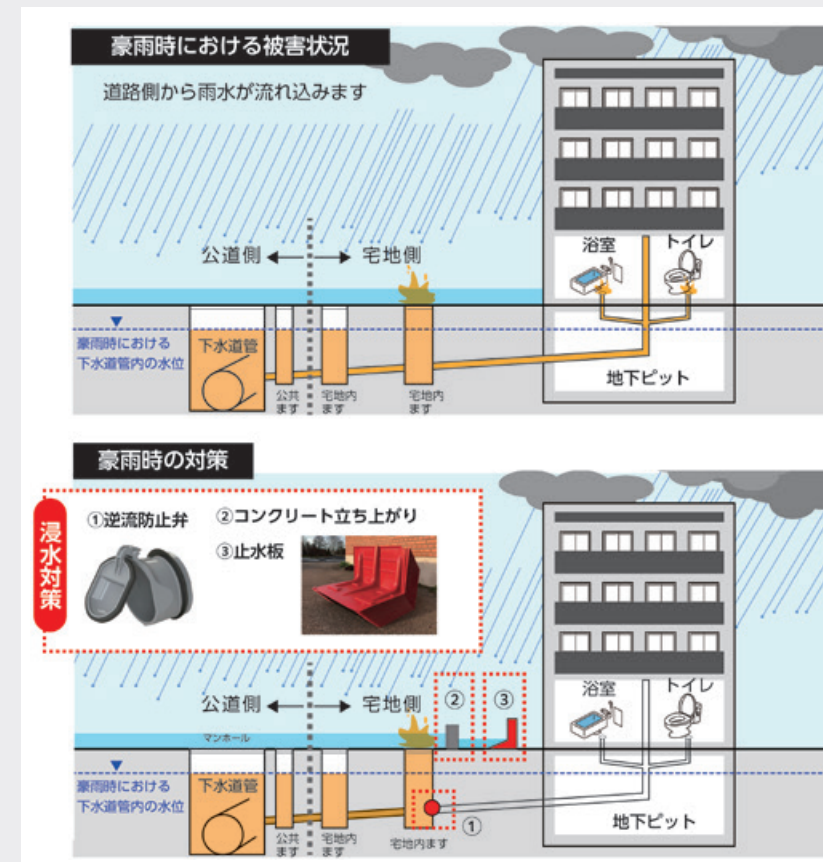 豪雨時における被害状況
道路側から雨水が流れ込みます
公道側 ← → 宅地側
浴室
トイレ
▼
豪雨時における
下水道管内の水位
下水道管
公共
ます
宅地内
ます
宅地内
ます
地下ピット
豪雨時の対策
浸水対策
①逆流防止弁
②コンクリート立ち上がり
③止水板
公道側 ← → 宅地側
②
③
浴室
トイレ
マンホール
▼
豪雨時における
下水道管内の水位
下水道管
公共
ます
宅地内
ます
宅地内ます
①
地下ピット